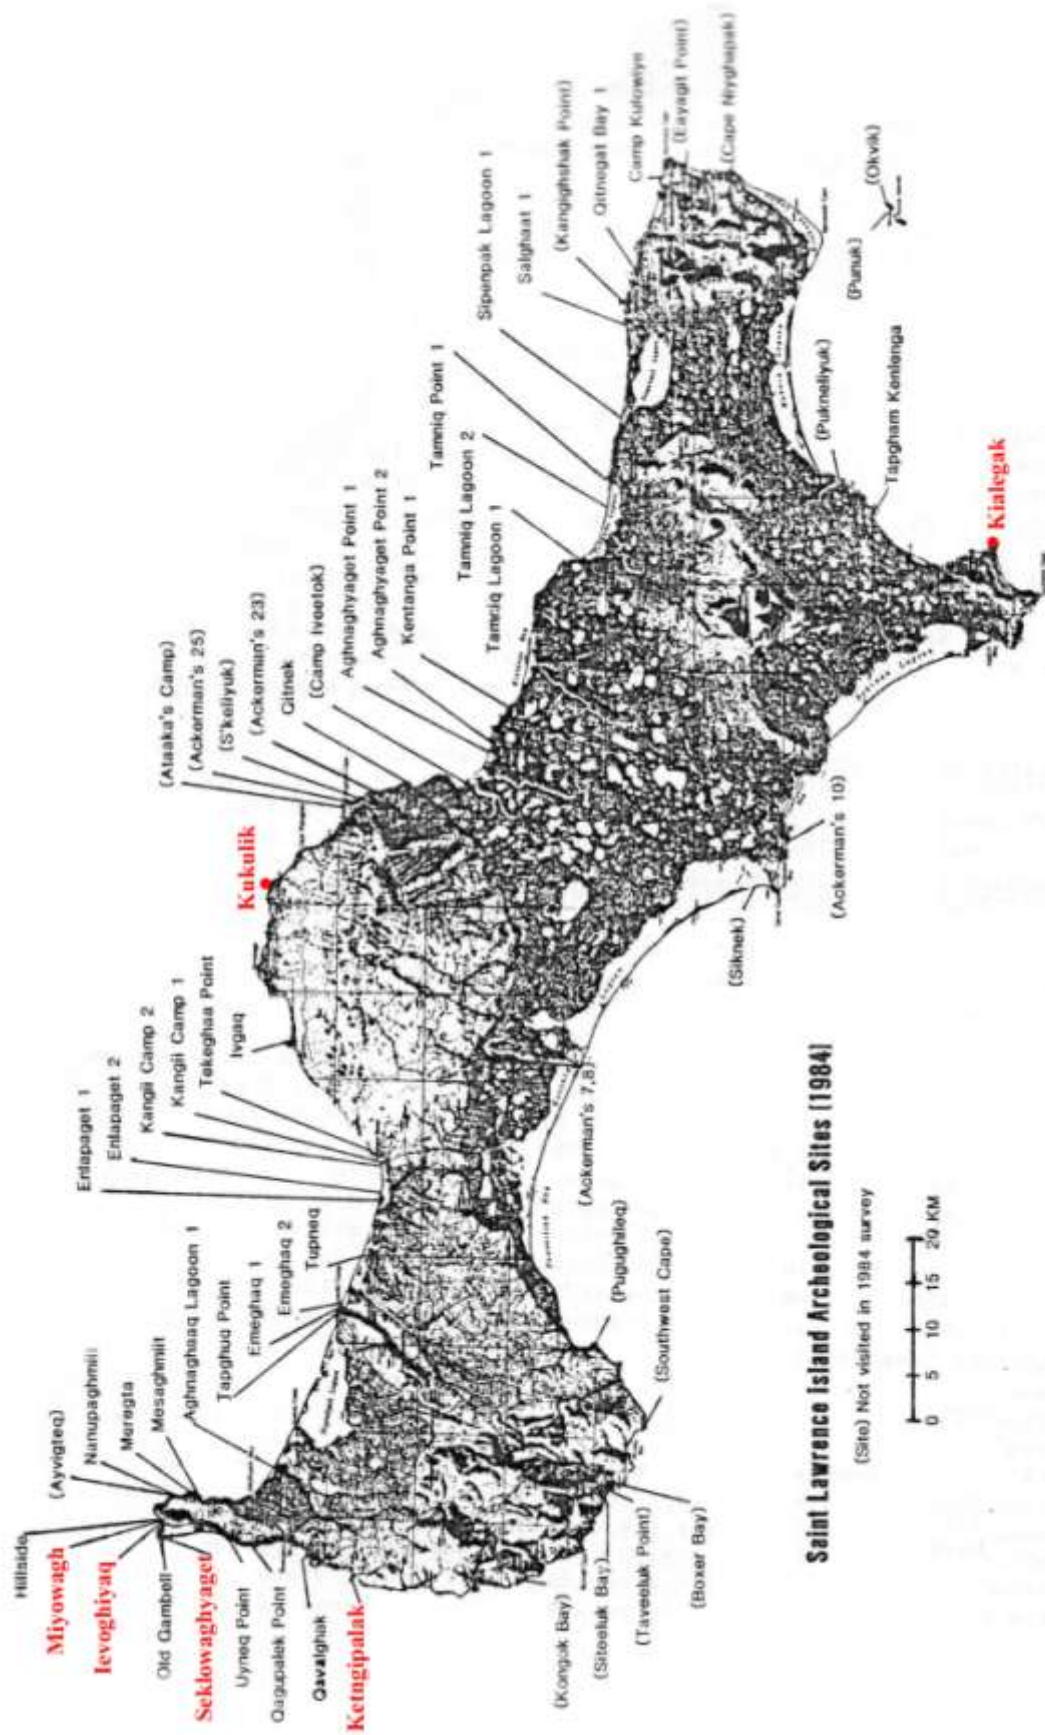 Hillside
Miyowagh
Ievoghiyaq
Old Gambell
Seklowaghyaget
Uyneq Point
Qagupalek Point
Qavalghak
Ketngipalak
(Ayvigteq)
Nanupaghmiit
Meregta
Mesaghmiit
Aghnaghaaq Lagoon 1
Tapghuq Point
Emeghaq 1
Emeghaq 2
Tupneq
Enlapaget 1
Enlapaget 2
Kangii Camp 2
Kangii Camp 1
Tekeghaa Point
Ivgaq
Kukulik
(Ataaka's Camp)
(Ackerman's 25)
(S'keliyuk)
(Ackerman's 23)
Qitnek
(Camp Iveetok)
Aghnaghyaget Point 1
Aghnaghyaget Point 2
Kentanga Point 1
Tamniq Lagoon 1
Tamniq Lagoon 2
Tamniq Point 1
Sipenpak Lagoon 1
Salghaat 1
(Kangighshak Point)
Qitnegat Bay 1
Camp Kulowiye
(Eayagit Point)
(Cape Niyghapak)
(Okvik)
(Punuk)
(Pukneliyuk)
Tapgham Kenlenga
Kialegak
(Ackerman's 10)
(Siknek)
(Ackerman's 7,8)
(Pugughileq)
(Southwest Cape)
(Boxer Bay)
(Taveeluk Point)
(Siteeluk Bay)
(Kongok Bay)
Saint Lawrence Island Archeological Sites (1984)
(Site) Not visited in 1984 survey
0 5 10 15 20 KM